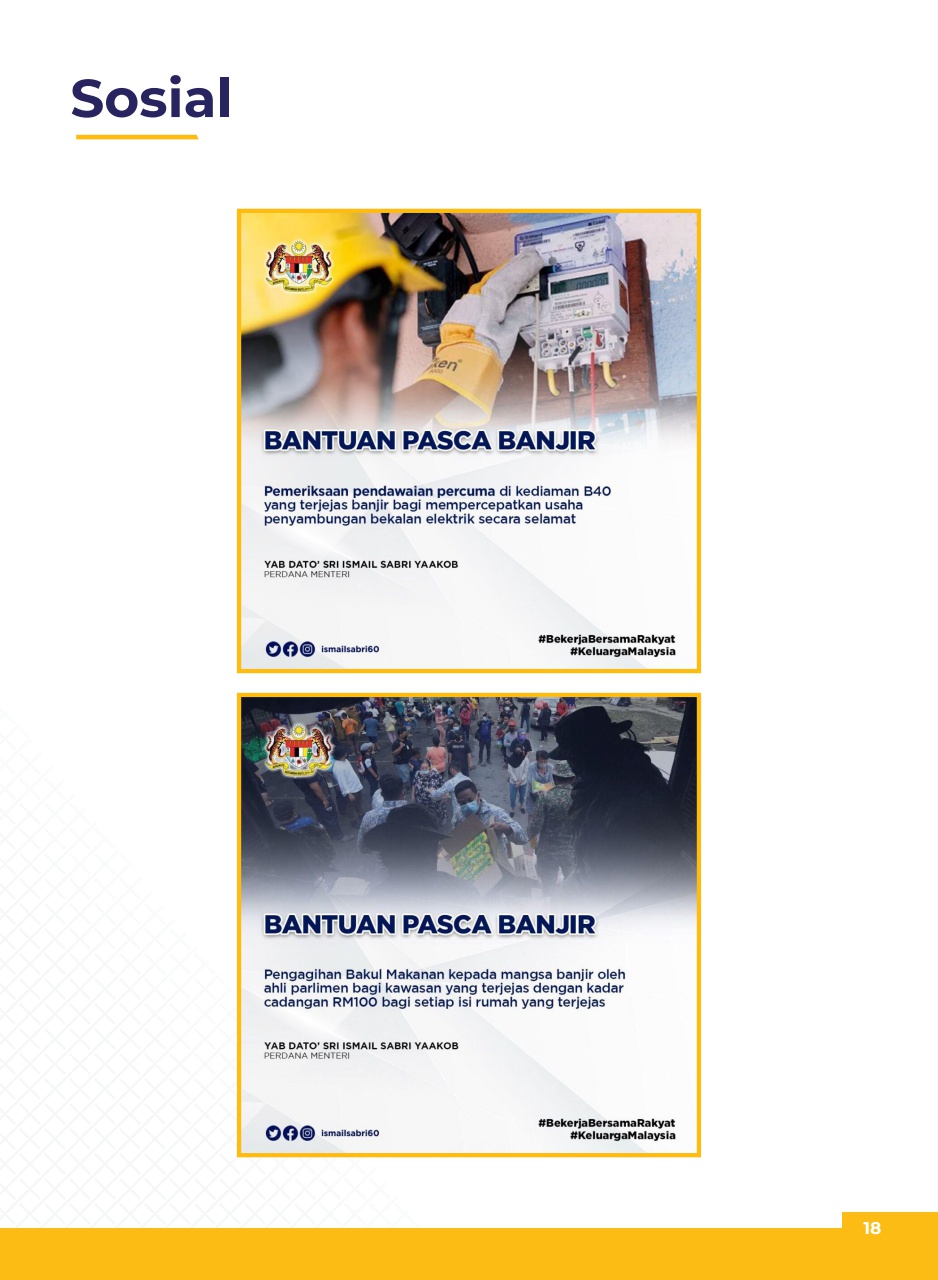 Sosial
ken
BANTUAN PASCA BANJIR
Pemeriksaan pendawaian percuma di kediaman B40
yang terjejas banjir bagi mempercepatkan usaha
penyambungan bekalan elektrik secara selamat
YAB DATO' SRI ISMAIL SABRI YAAKOB
PERDANA MENTERI
ismailsabri60
#BekerjaBersamaRakyat
#KeluargaMalaysia
BANTUAN PASCA BANJIR
Pengagihan Bakul Makanan kepada mangsa banjir oleh
ahli parlimen bagi kawasan yang terjejas dengan kadar
cadangan RM100 bagi setiap isi rumah yang terjejas
YAB DATO' SRI ISMAIL SABRI YAAKOB
PERDANA MENTERI
ismailsabri60
#BekerjaBersamaRakyat
#KeluargaMalaysia
18